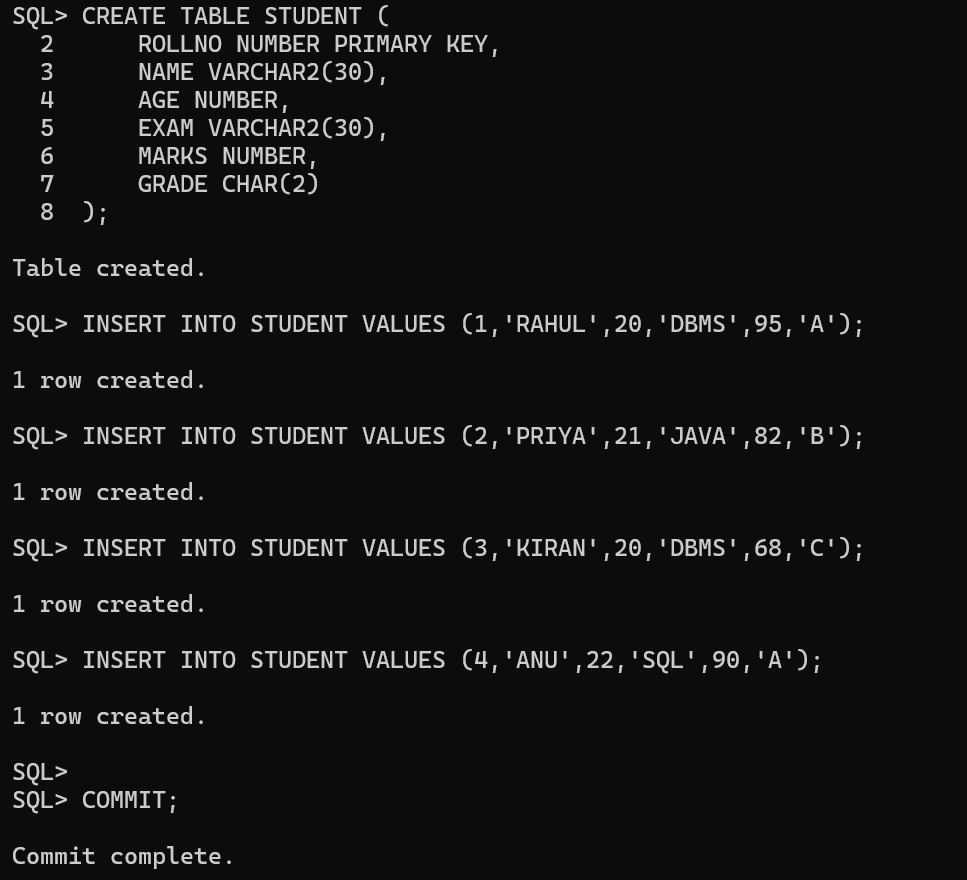 SQL> CREATE TABLE STUDENT (
  2      ROLLNO NUMBER PRIMARY KEY,
  3      NAME VARCHAR2(30),
  4      AGE NUMBER,
  5      EXAM VARCHAR2(30),
  6      MARKS NUMBER,
  7      GRADE CHAR(2)
  8  );
Table created.
SQL> INSERT INTO STUDENT VALUES (1,'RAHUL',20,'DBMS',95,'A');
1 row created.
SQL> INSERT INTO STUDENT VALUES (2,'PRIYA',21,'JAVA',82,'B');
1 row created.
SQL> INSERT INTO STUDENT VALUES (3,'KIRAN',20,'DBMS',68,'C');
1 row created.
SQL> INSERT INTO STUDENT VALUES (4,'ANU',22,'SQL',90,'A');
1 row created.
SQL>
SQL> COMMIT;
Commit complete.